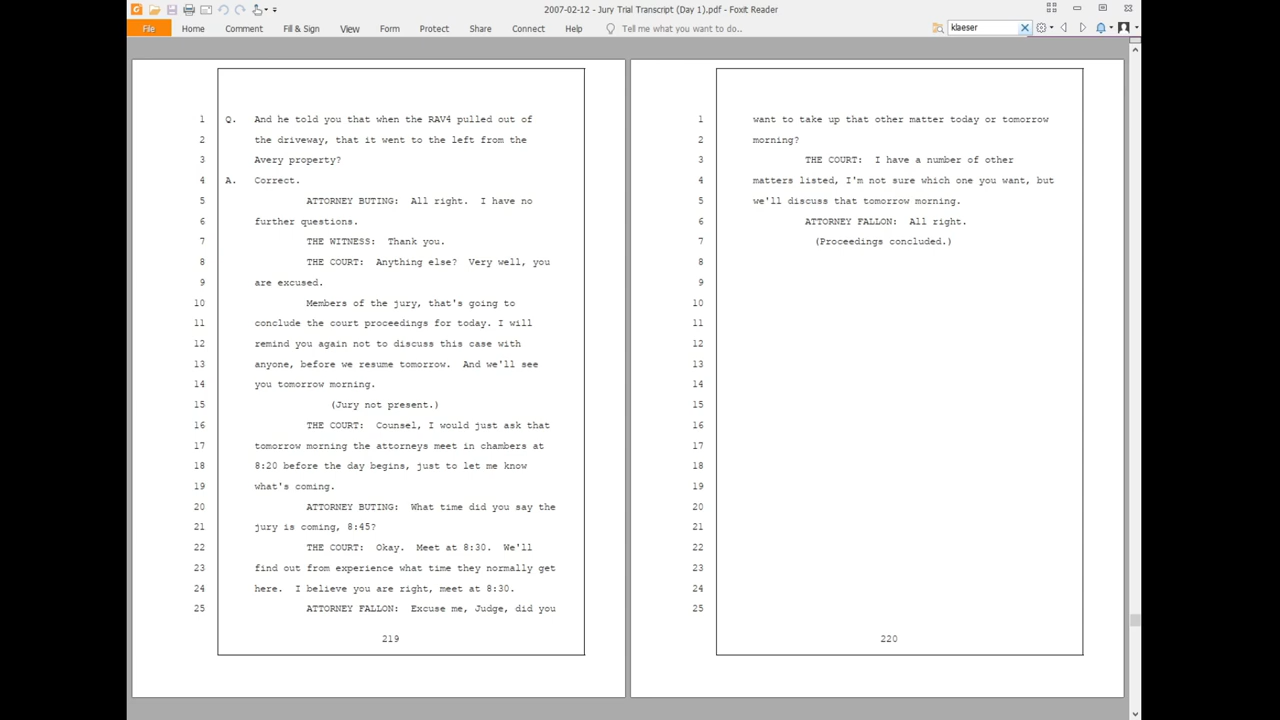 2007-02-12 - Jury Trial Transcript (Day 1).pdf - Foxit Reader
File Home Comment Fill & Sign View Form Protect Share Connect Help Tell me what you want to do.. klaeser
1 Q. And he told you that when the RAV4 pulled out of
2 the driveway, that it went to the left from the
3 Avery property?
4 A. Correct.
5 ATTORNEY BUTING: All right. I have no
6 further questions.
7 THE WITNESS: Thank you.
8 THE COURT: Anything else? Very well, you
9 are excused.
10 Members of the jury, that's going to
11 conclude the court proceedings for today. I will
12 remind you again not to discuss this case with
13 anyone, before we resume tomorrow. And we'll see
14 you tomorrow morning.
15 (Jury not present.)
16 THE COURT: Counsel, I would just ask that
17 tomorrow morning the attorneys meet in chambers at
18 8:20 before the day begins, just to let me know
19 what's coming.
20 ATTORNEY BUTING: What time did you say the
21 jury is coming, 8:45?
22 THE COURT: Okay. Meet at 8:30. We'll
23 find out from experience what time they normally get
24 here. I believe you are right, meet at 8:30.
25 ATTORNEY FALLON: Excuse me, Judge, did you
219
1 want to take up that other matter today or tomorrow
2 morning?
3 THE COURT: I have a number of other
4 matters listed, I'm not sure which one you want, but
5 we'll discuss that tomorrow morning.
6 ATTORNEY FALLON: All right.
7 (Proceedings concluded.)
8
9
10
11
12
13
14
15
16
17
18
19
20
21
22
23
24
25
220